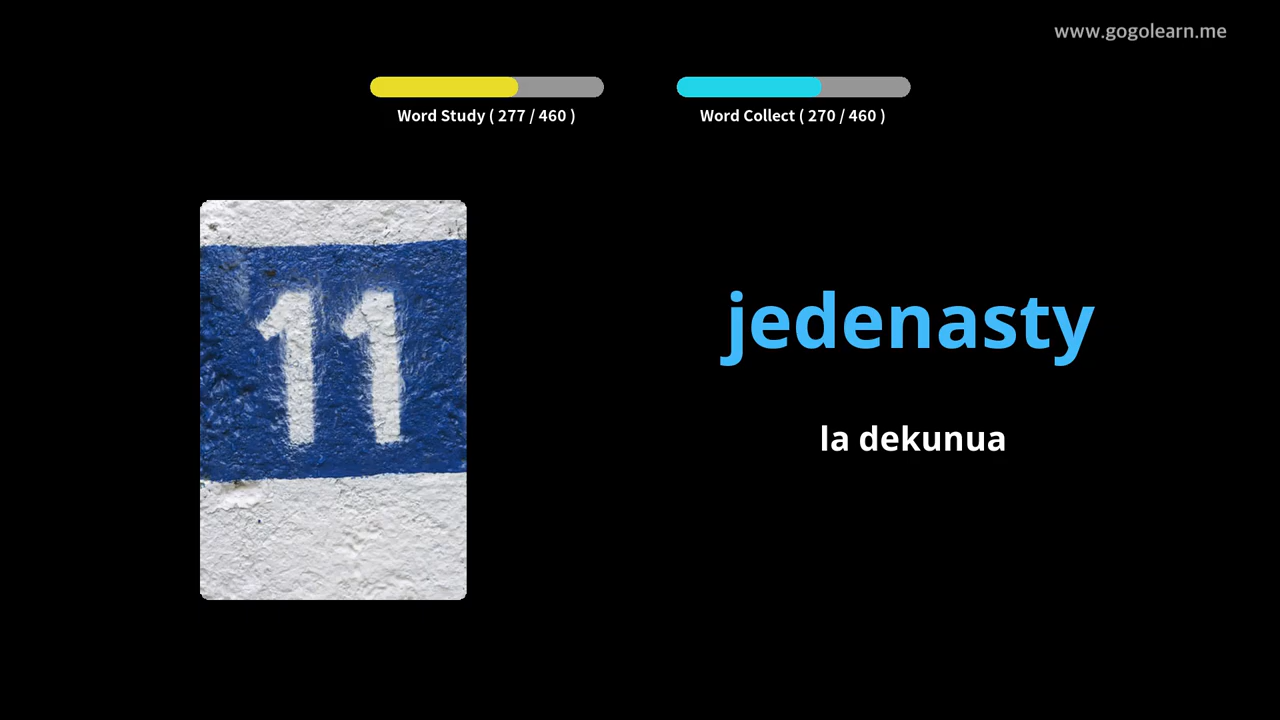 www.gogolearn.me
Word Study ( 277 / 460 )
Word Collect ( 270 / 460 )
11
jedenasty
la dekunua